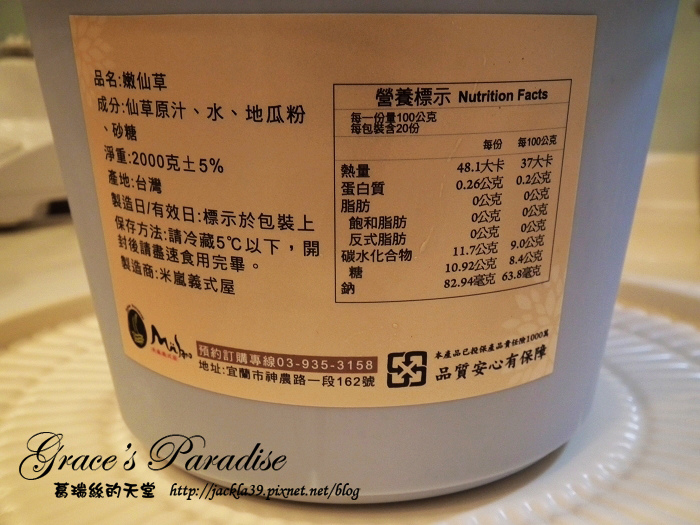 品名:嫩仙草
成分:仙草原汁、水、地瓜粉
、砂糖
淨重:2000克±5%
產地:台灣
製造日/有效日:標示於包裝上
保存方法:請冷藏5℃以下，開
封後請盡速食用完畢。
製造商:米嵐義式屋
營養標示 Nutrition Facts
每一份量100公克
每包裝含20份
每份 每100公克
熱量 48.1大卡 37大卡
蛋白質 0.26公克 0.2公克
脂肪 0公克 0公克
飽和脂肪 0公克 0公克
反式脂肪 0公克 0公克
碳水化合物 11.7公克 9.0公克
糖 10.92公克 8.4公克
鈉 82.94毫克 63.8毫克
預約訂購專線03-935-3158
地址:宜蘭市神農路一段162號
本產品已投保產品責任險1000萬
品質安心有保障
Grace's Paradise
葛瑞絲的天堂 http://jackla39.pixnet.net/blog